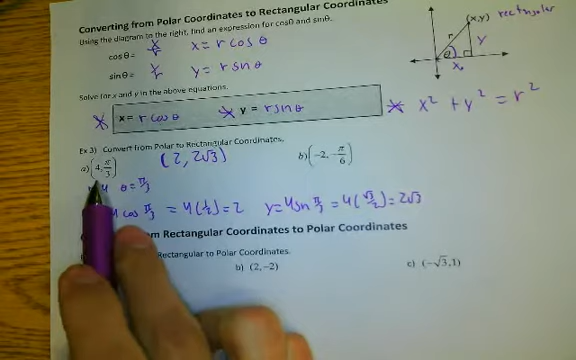 Converting from Polar Coordinates to Rectangular Coordinates
Using the diagram to the right, find an expression for cosθ and sinθ.
cosθ = x/r x = r cos θ
sinθ = y/r y = r sin θ
r (x,y) rectangular
θ y
x
Solve for x and y in the above equations.
* x = r cos θ * y = r sin θ
* x² + y² = r²
Ex 3) Convert from Polar to Rectangular Coordinates.
a) (4, π/3) (2, 2√3) b) (-2, -π/6)
4 θ = π/3
4 cos π/3 = 4(1/2) = 2 y = 4 sin π/3 = 4(√3/2) = 2√3
om Rectangular Coordinates to Polar Coordinates
Rectangular to Polar Coordinates.
b) (2,-2) c) (-√3,1)